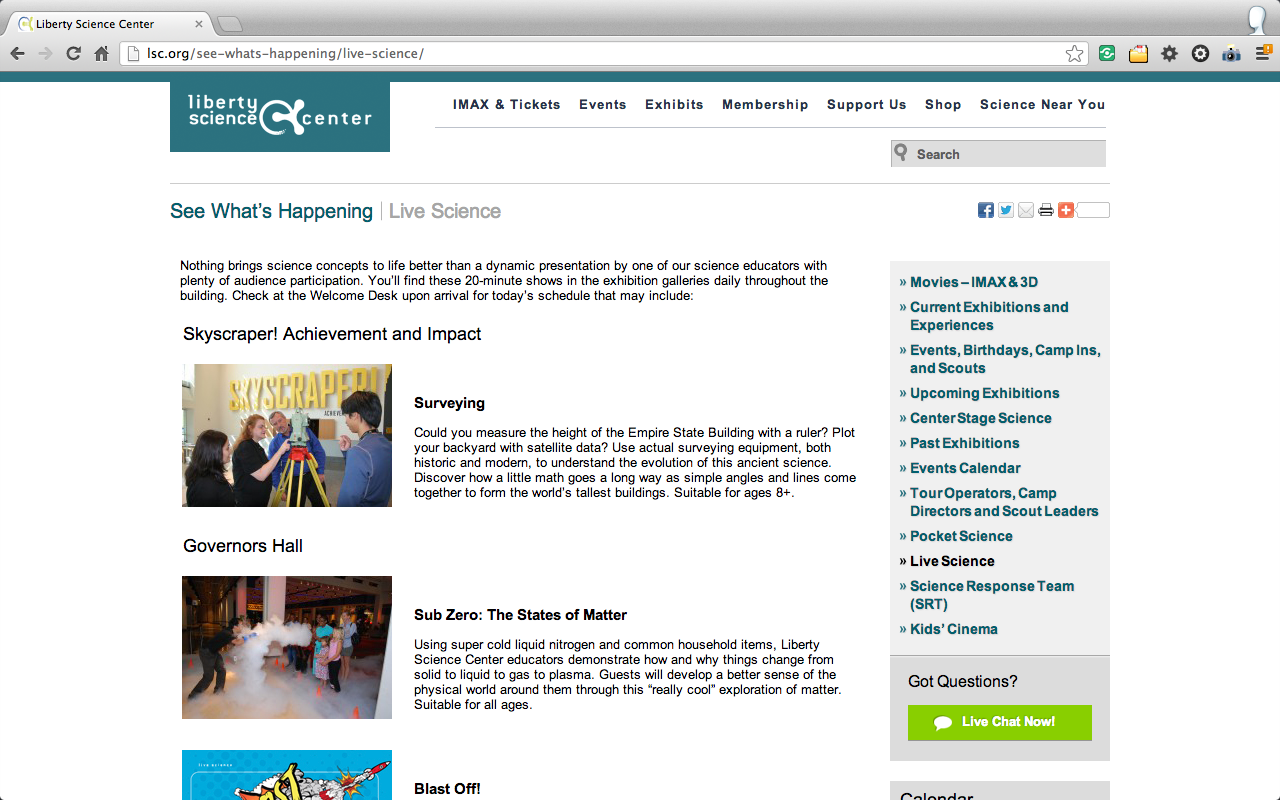 Liberty Science Center
lsc.org/see-whats-happening/live-science/
liberty
science center
IMAX & Tickets Events Exhibits Membership Support Us Shop Science Near You
Search
See What's Happening | Live Science
Nothing brings science concepts to life better than a dynamic presentation by one of our science educators with
plenty of audience participation. You'll find these 20-minute shows in the exhibition galleries daily throughout the
building. Check at the Welcome Desk upon arrival for today's schedule that may include:
Skyscraper! Achievement and Impact
SKYSCRAPER!
Surveying
Could you measure the height of the Empire State Building with a ruler? Plot
your backyard with satellite data? Use actual surveying equipment, both
historic and modern, to understand the evolution of this ancient science.
Discover how a little math goes a long way as simple angles and lines come
together to form the world's tallest buildings. Suitable for ages 8+.
Governors Hall
Sub Zero: The States of Matter
Using super cold liquid nitrogen and common household items, Liberty
Science Center educators demonstrate how and why things change from
solid to liquid to gas to plasma. Guests will develop a better sense of the
physical world around them through this “really cool” exploration of matter.
Suitable for all ages.
LIVE SCIENCE
Blast Off!
» Movies – IMAX & 3D
» Current Exhibitions and
Experiences
» Events, Birthdays, Camp Ins,
and Scouts
» Upcoming Exhibitions
» Center Stage Science
» Past Exhibitions
» Events Calendar
» Tour Operators, Camp
Directors and Scout Leaders
» Pocket Science
» Live Science
» Science Response Team
(SRT)
» Kids' Cinema
Got Questions?
Live Chat Now!
Calendar